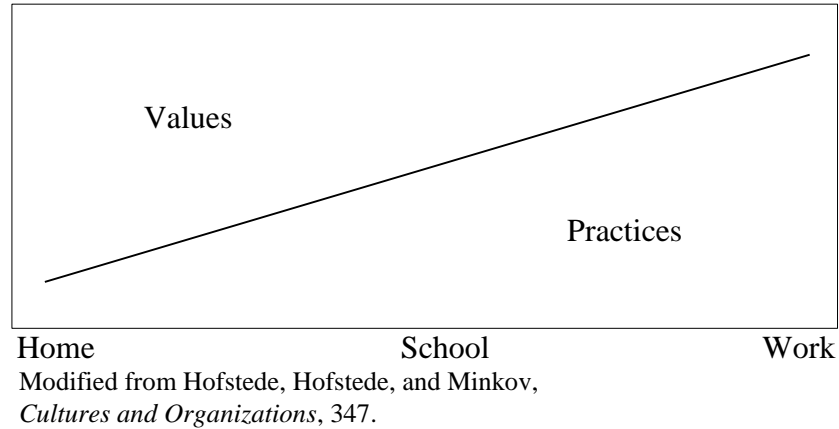 Values
Practices
Home School Work
Modified from Hofstede, Hofstede, and Minkov,
Cultures and Organizations, 347.